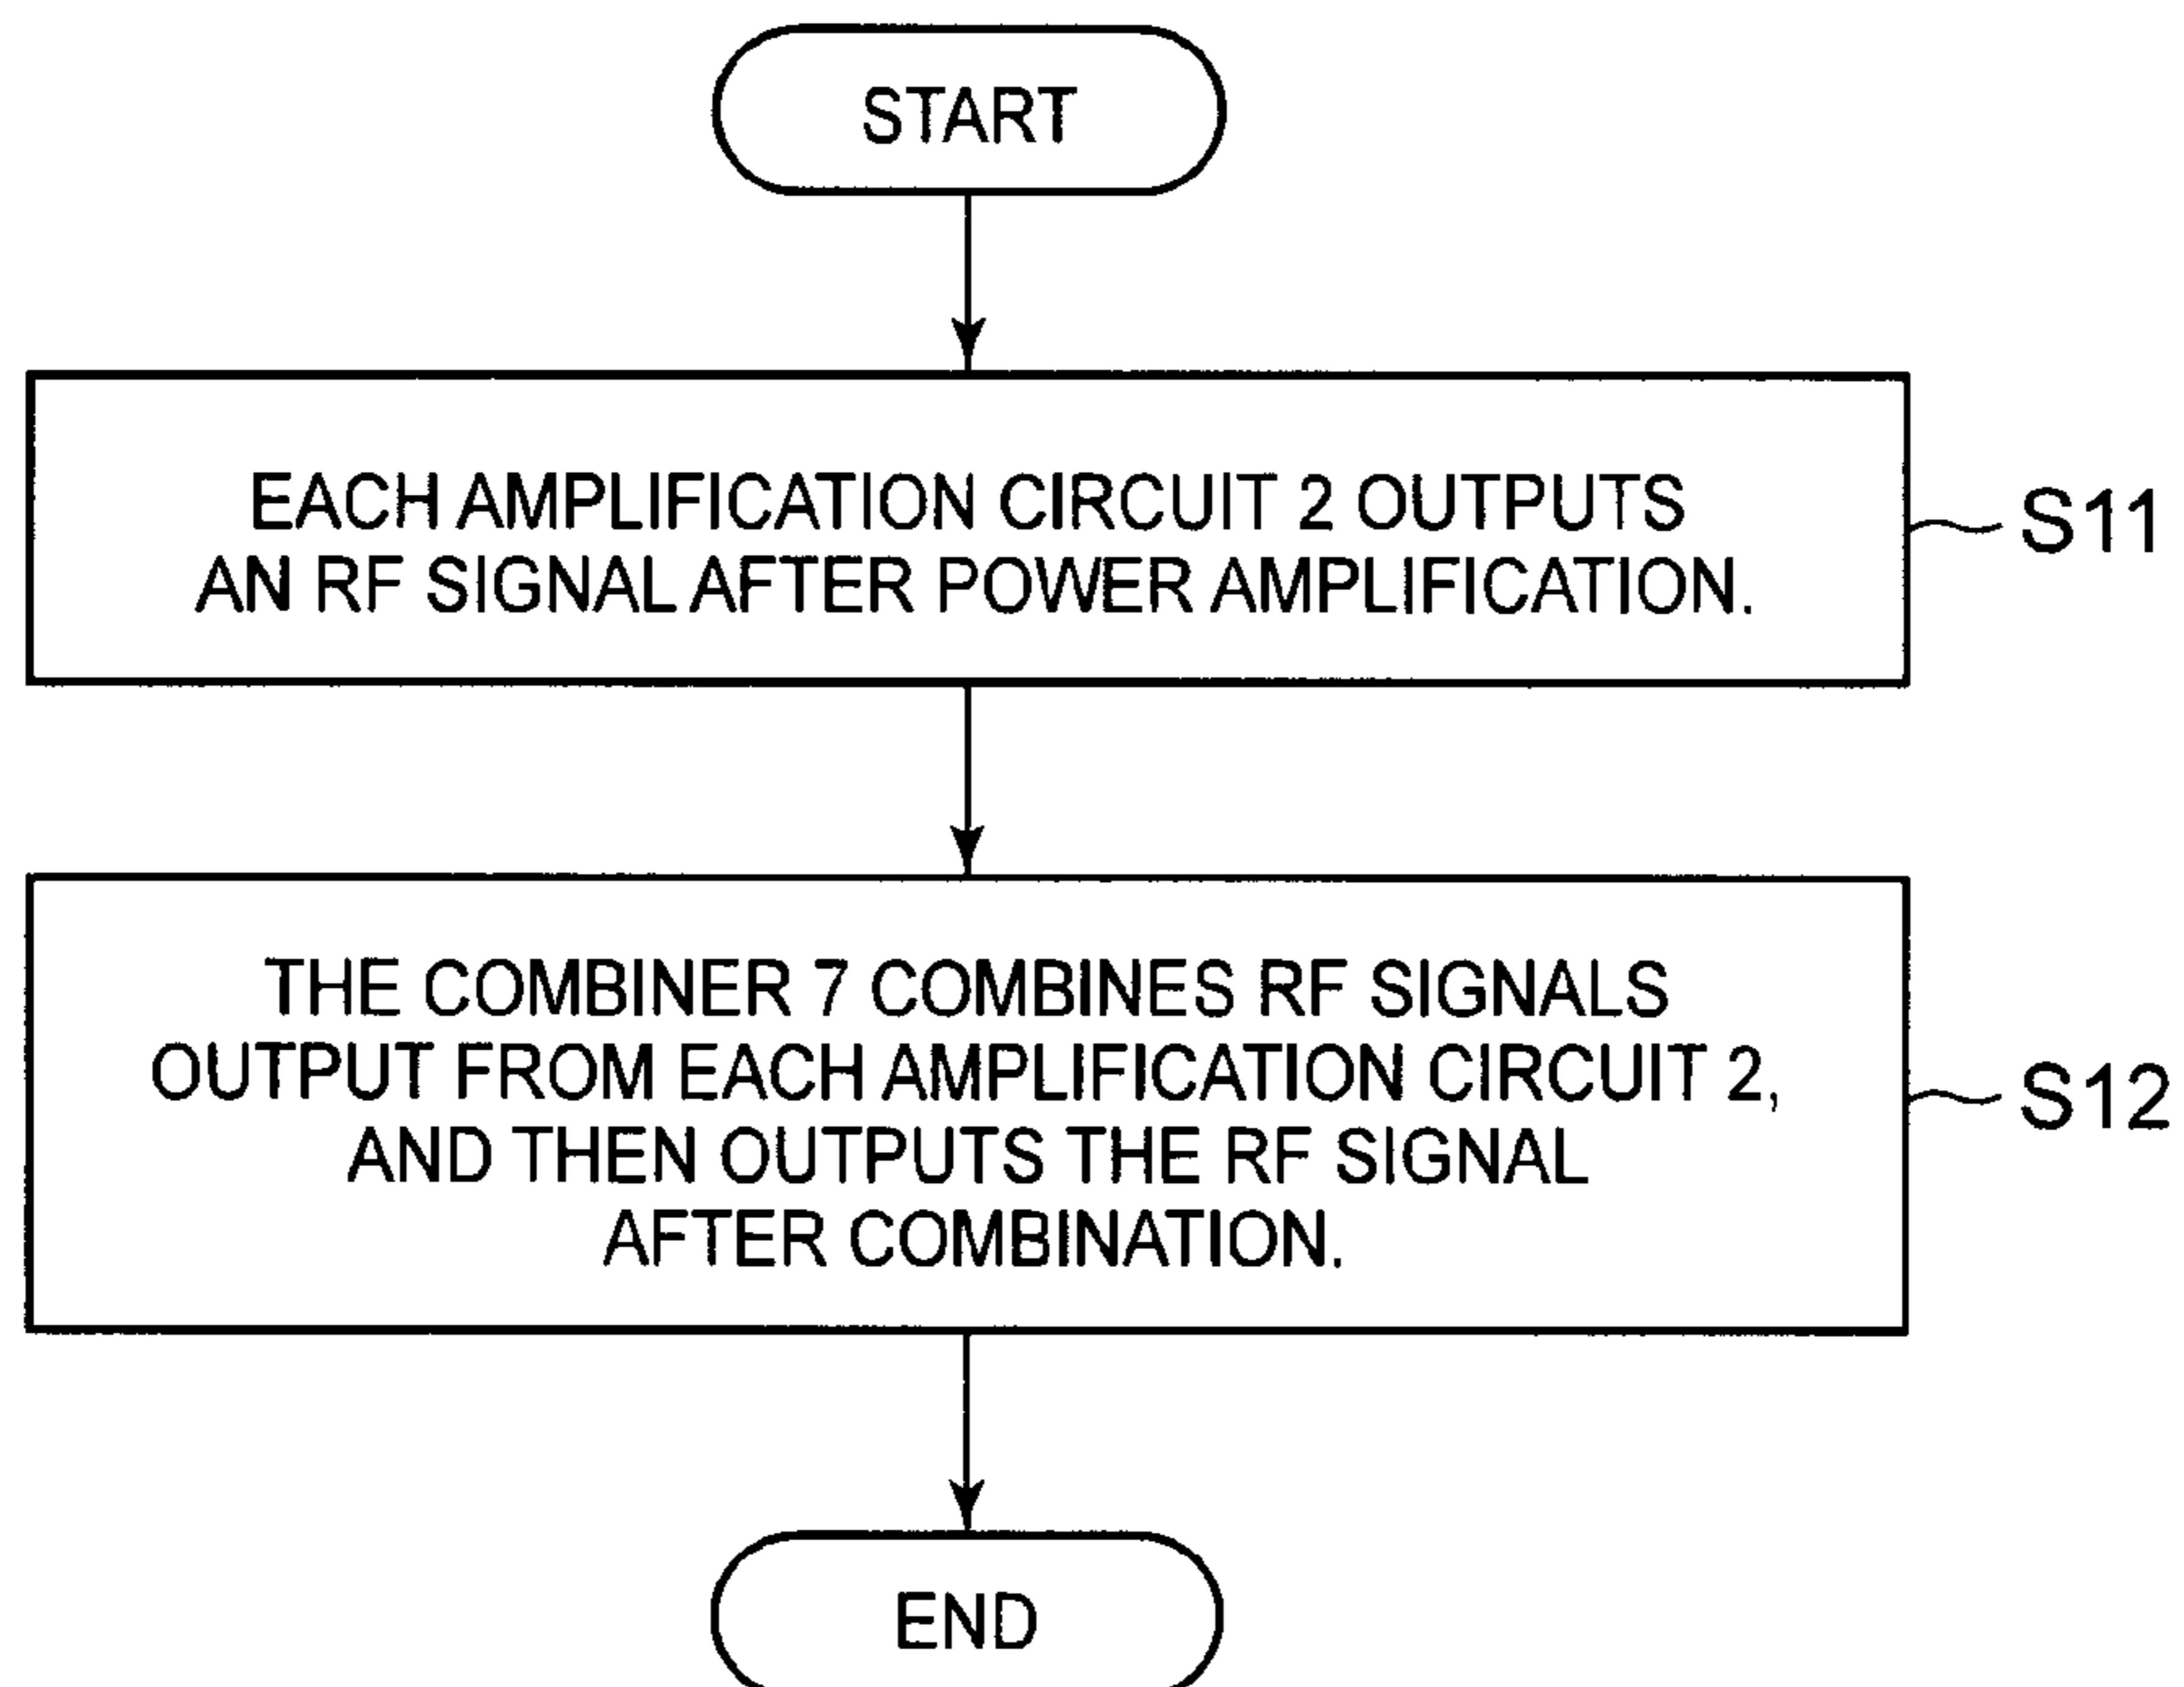 START
EACH AMPLIFICATION CIRCUIT 2 OUTPUTS
AN RF SIGNAL AFTER POWER AMPLIFICATION.
S11
THE COMBINER 7 COMBINES RF SIGNALS
OUTPUT FROM EACH AMPLIFICATION CIRCUIT 2,
AND THEN OUTPUTS THE RF SIGNAL
AFTER COMBINATION.
S12
END